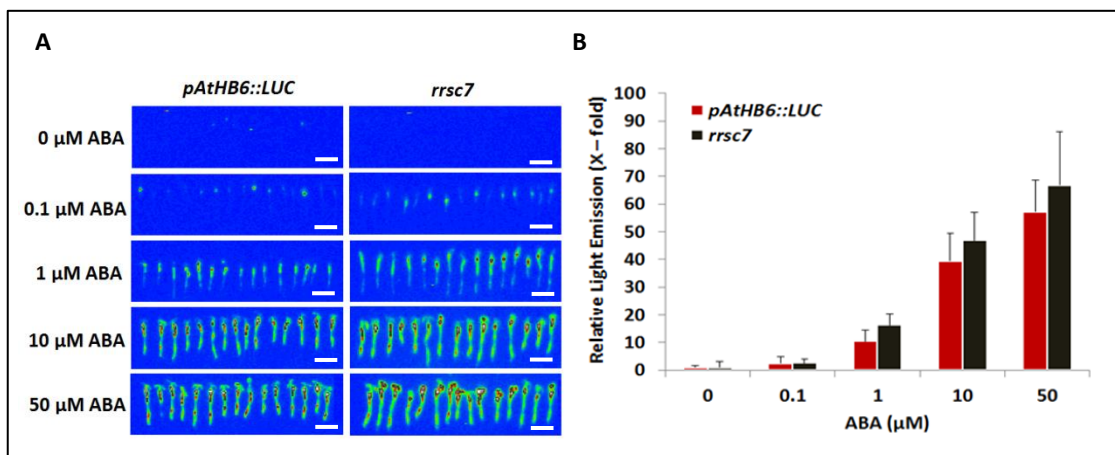 A
pAtHB6::LUC rrsc7
0 µM ABA
0.1 µM ABA
1 µM ABA
10 µM ABA
50 µM ABA
B
Relative Light Emission (X – fold)
100
90
80
70
60
50
40
30
20
10
0
pAtHB6::LUC
rrsc7
0 0.1 1 10 50
ABA (µM)